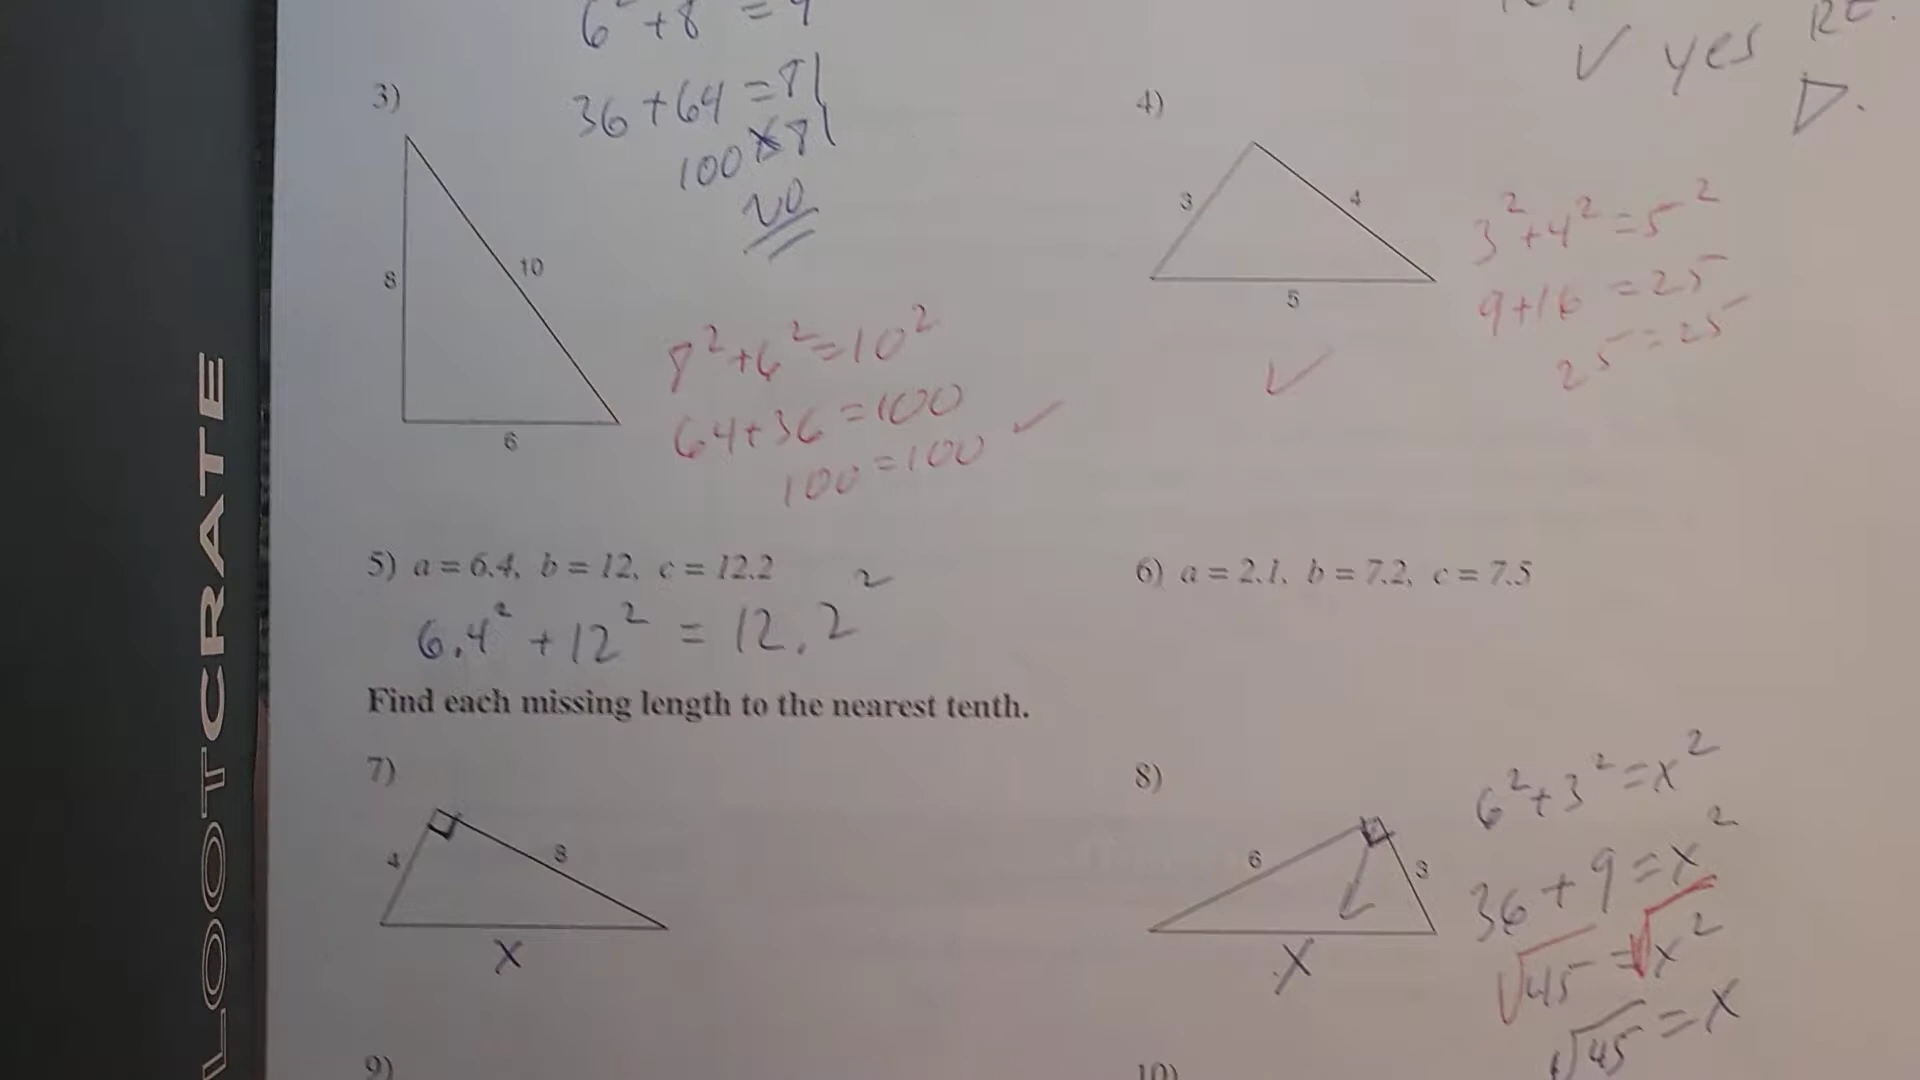 6² + 8 = 9
36 + 64 = 81
100 81
NO
✓ yes
3)
8
10
6
8² + 6² = 10²
64 + 36 = 100 ✓
100 = 100
4)
3
4
5
✓
3² + 4² = 5²
9 + 16 = 25
25 = 25
5) a = 6.4, b = 12, c = 12.2
6.4² + 12² = 12.2²
6) a = 2.1, b = 7.2, c = 7.5
Find each missing length to the nearest tenth.
7)
4
8
X
8)
6
3
X
6² + 3² = x²
36 + 9 = x²
√45 = √x²
√45 = x
9)
10)
LOOTCRATE